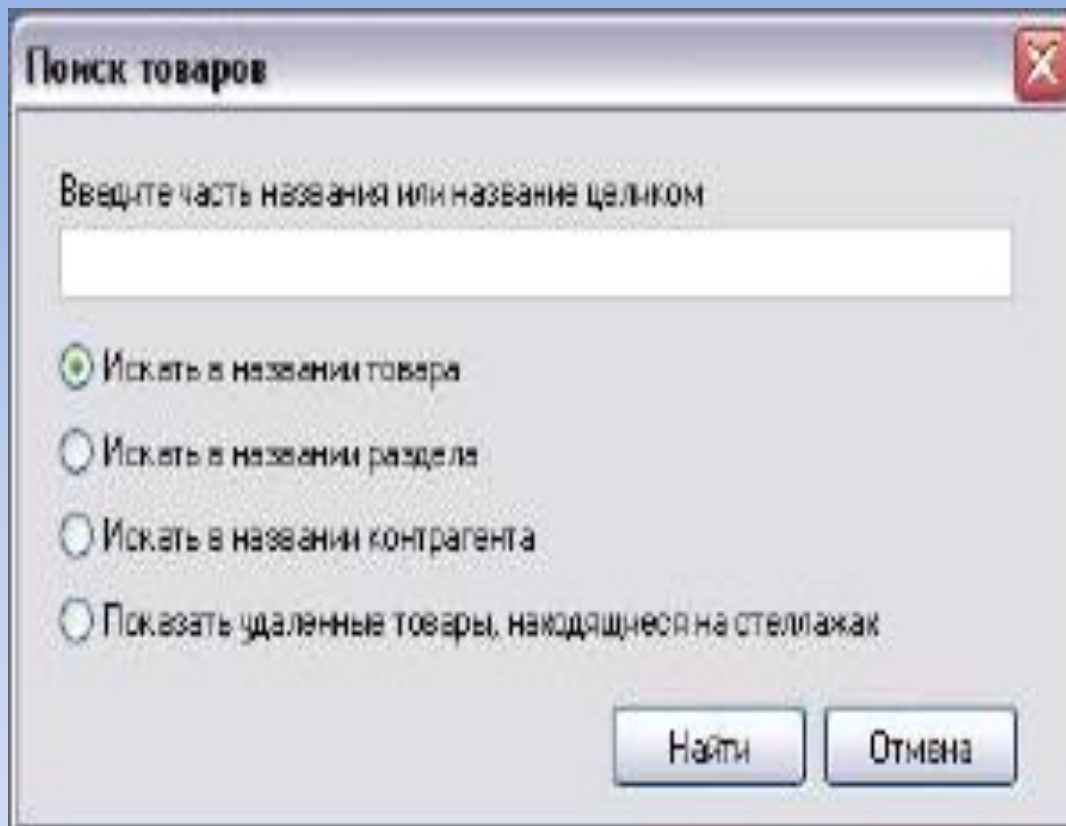 Поиск товаров
Введите часть названия или название целиком
Искать в названии товара
Искать в названии раздела
Искать в названии контрагента
Показать удаленные товары, находящиеся на стеллажах
Найти
Отмена